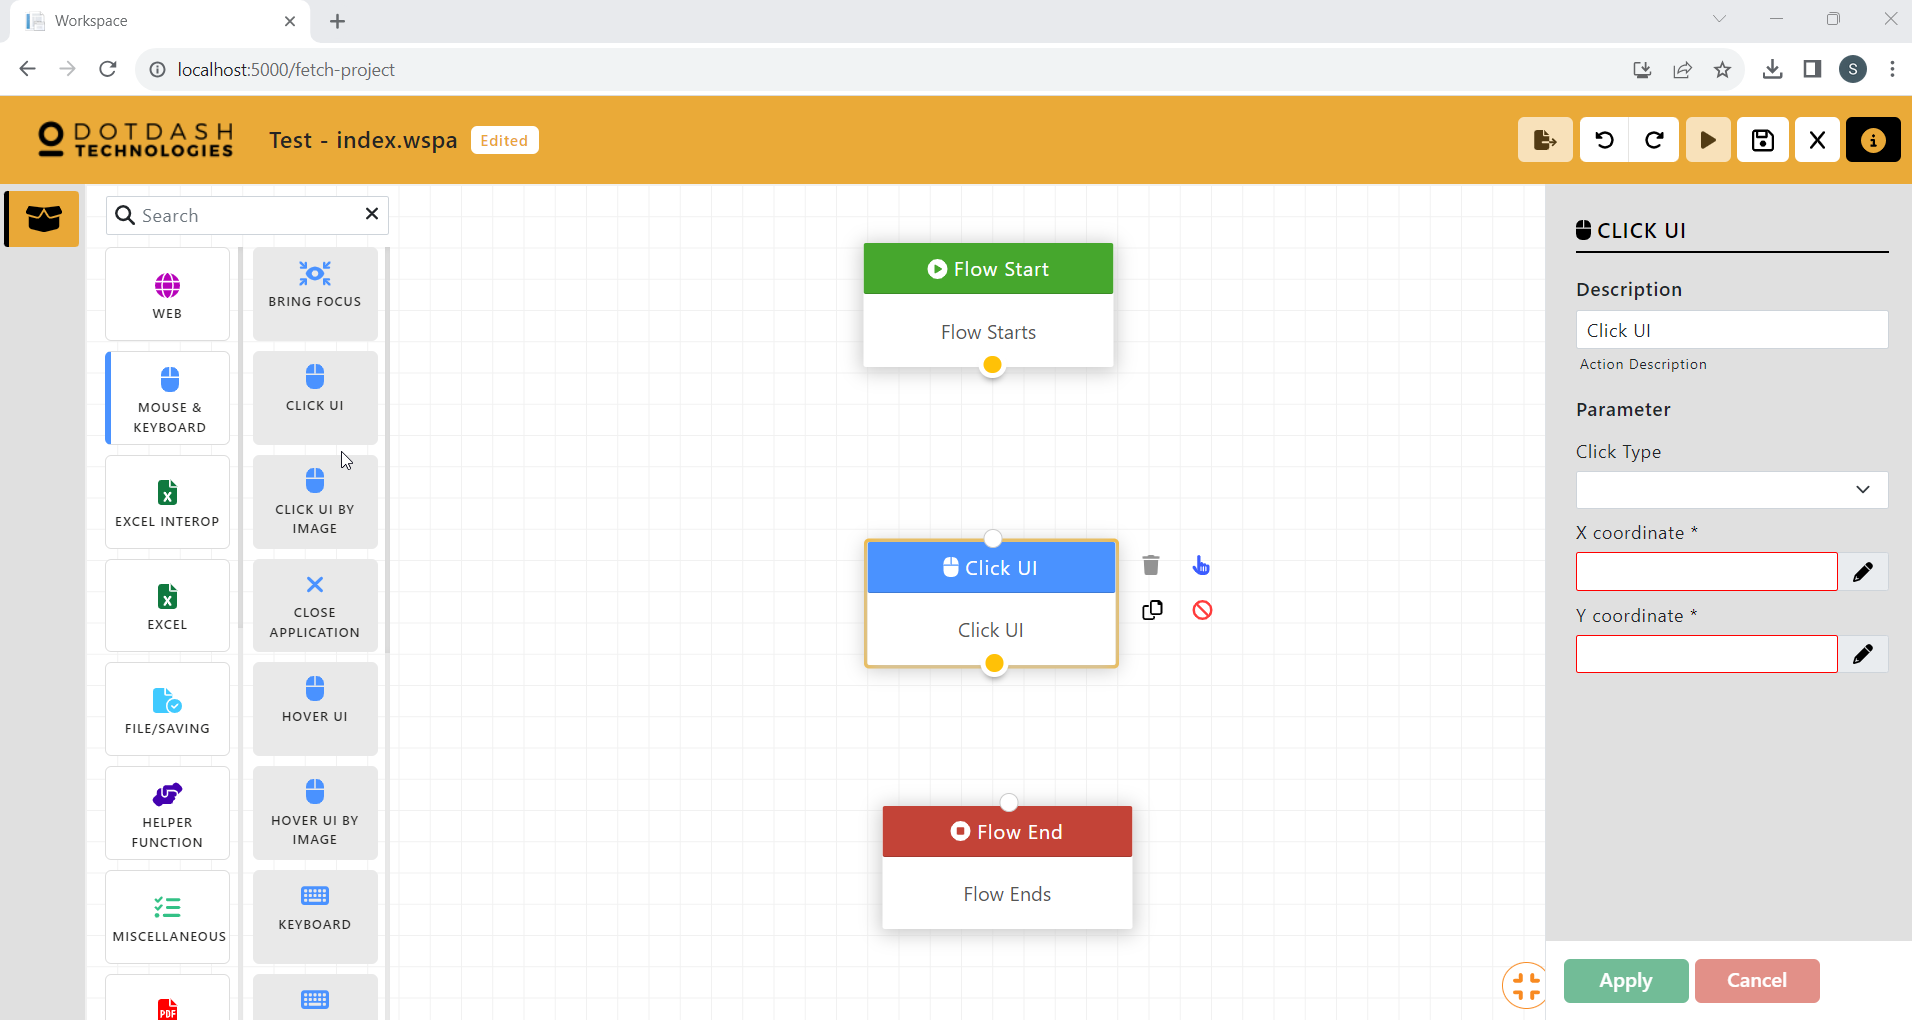 Workspace
localhost:5000/fetch-project
S
DOTDASH
TECHNOLOGIES
Test - index.wspa
Edited
Search
WEB
BRING FOCUS
MOUSE &
KEYBOARD
CLICK UI
EXCEL INTEROP
CLICK UI BY
IMAGE
EXCEL
CLOSE
APPLICATION
FILE/SAVING
HOVER UI
HELPER
FUNCTION
HOVER UI BY
IMAGE
MISCELLANEOUS
KEYBOARD
PDF
Flow Start
Flow Starts
Click UI
Click UI
Flow End
Flow Ends
CLICK UI
Description
Click UI
Action Description
Parameter
Click Type
X coordinate *
Y coordinate *
Apply
Cancel